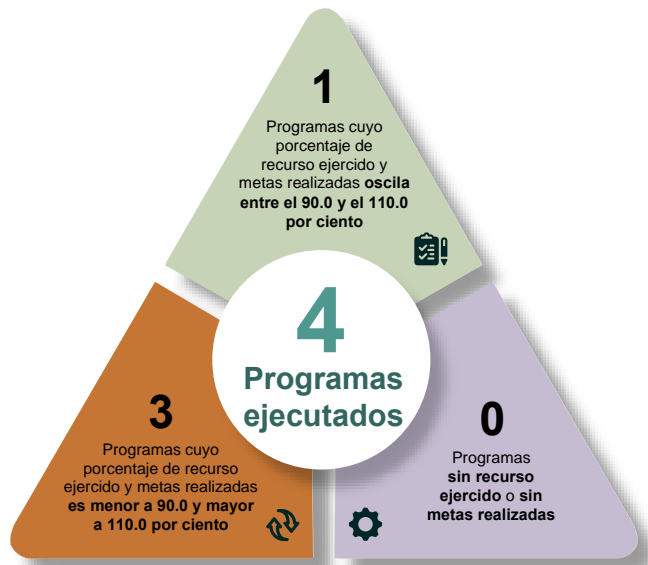 1
Programas cuyo
porcentaje de
recurso ejercido y
metas realizadas oscila
entre el 90.0 y el 110.0
por ciento
4
Programas
ejecutados
3
Programas cuyo
porcentaje de recurso
ejercido y metas realizadas
es menor a 90.0 y mayor
a 110.0 por ciento
0
Programas
sin recurso
ejercido o sin
metas realizadas